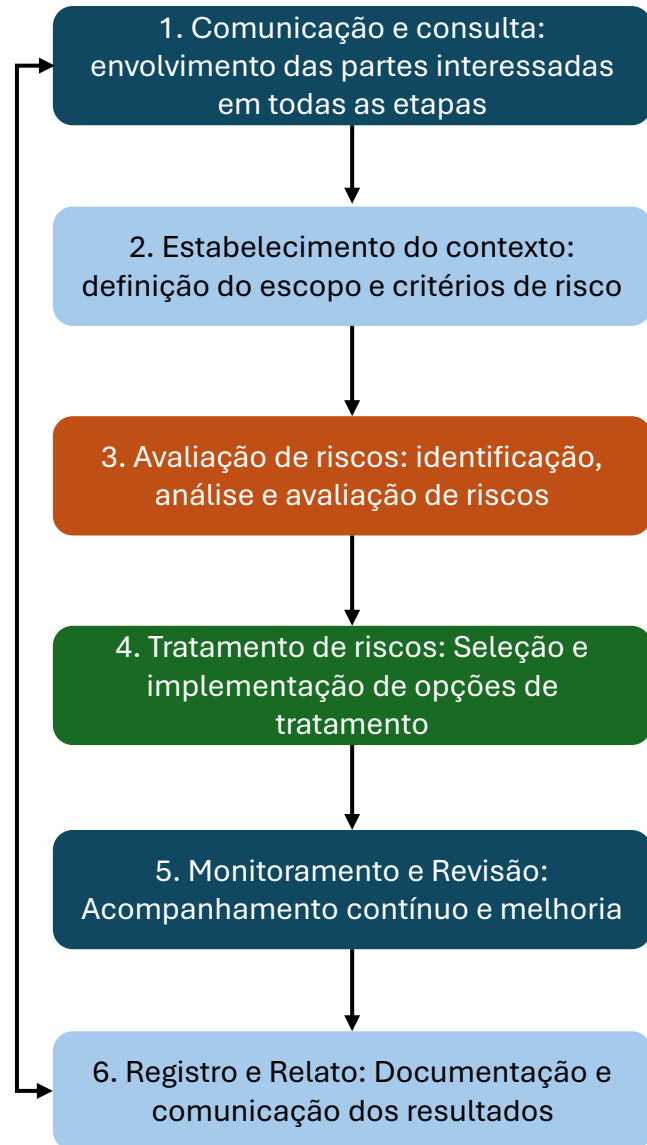 1. Comunicação e consulta:
envolvimento das partes interessadas
em todas as etapas
2. Estabelecimento do contexto:
definição do escopo e critérios de risco
3. Avaliação de riscos: identificação,
análise e avaliação de riscos
4. Tratamento de riscos: Seleção e
implementação de opções de
tratamento
5. Monitoramento e Revisão:
Acompanhamento contínuo e melhoria
6. Registro e Relato: Documentação e
comunicação dos resultados